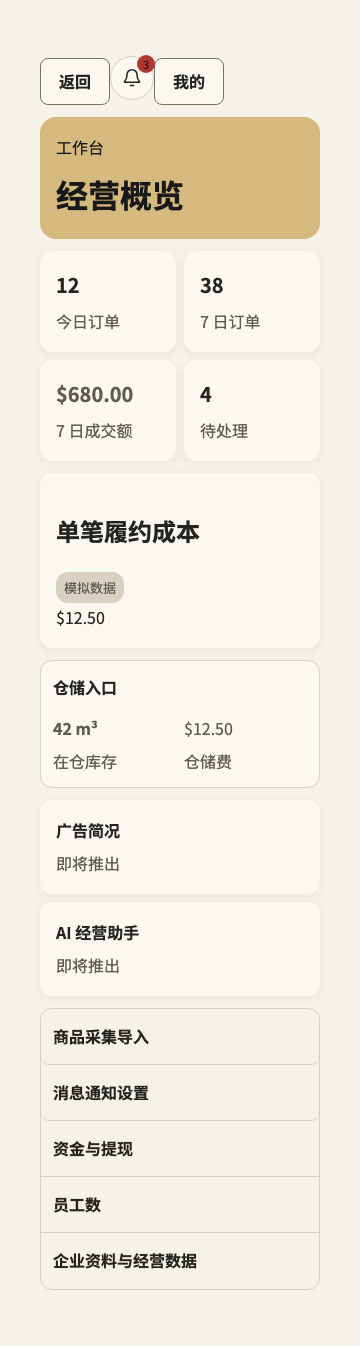 返回
3
我的
工作台
经营概览
12
今日订单
38
7 日订单
$680.00
7 日成交额
4
待处理
单笔履约成本
模拟数据
$12.50
仓储入口
42 m³
在仓库存
$12.50
仓储费
广告简况
即将推出
AI 经营助手
即将推出
商品采集导入
消息通知设置
资金与提现
员工数
企业资料与经营数据